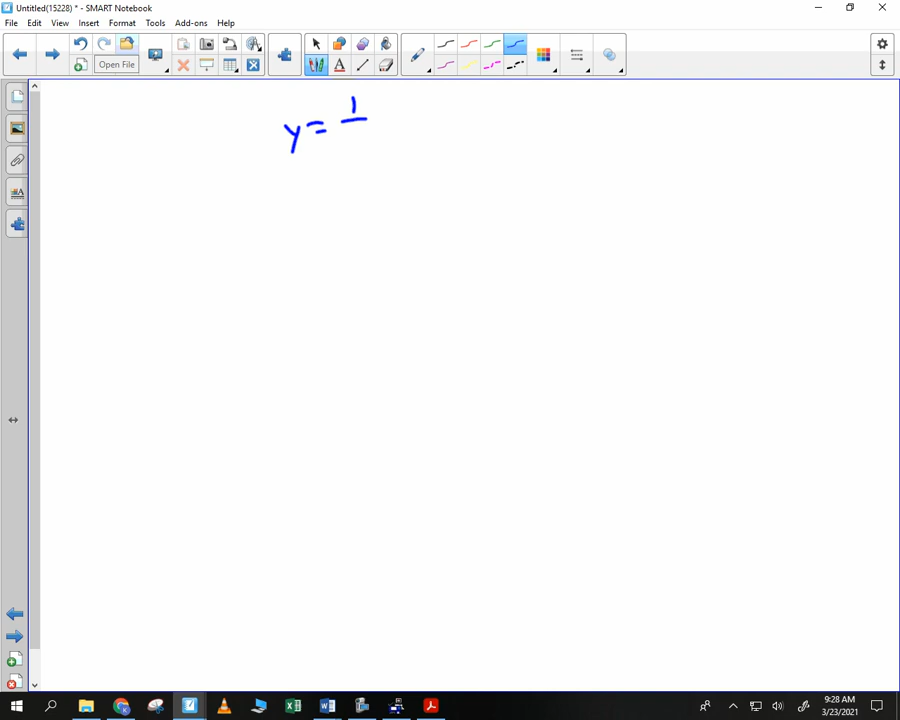 Untitled(15228) * - SMART Notebook
File Edit View Insert Format Tools Add-ons Help
Open File
y = 1/
9:28 AM
3/23/2021